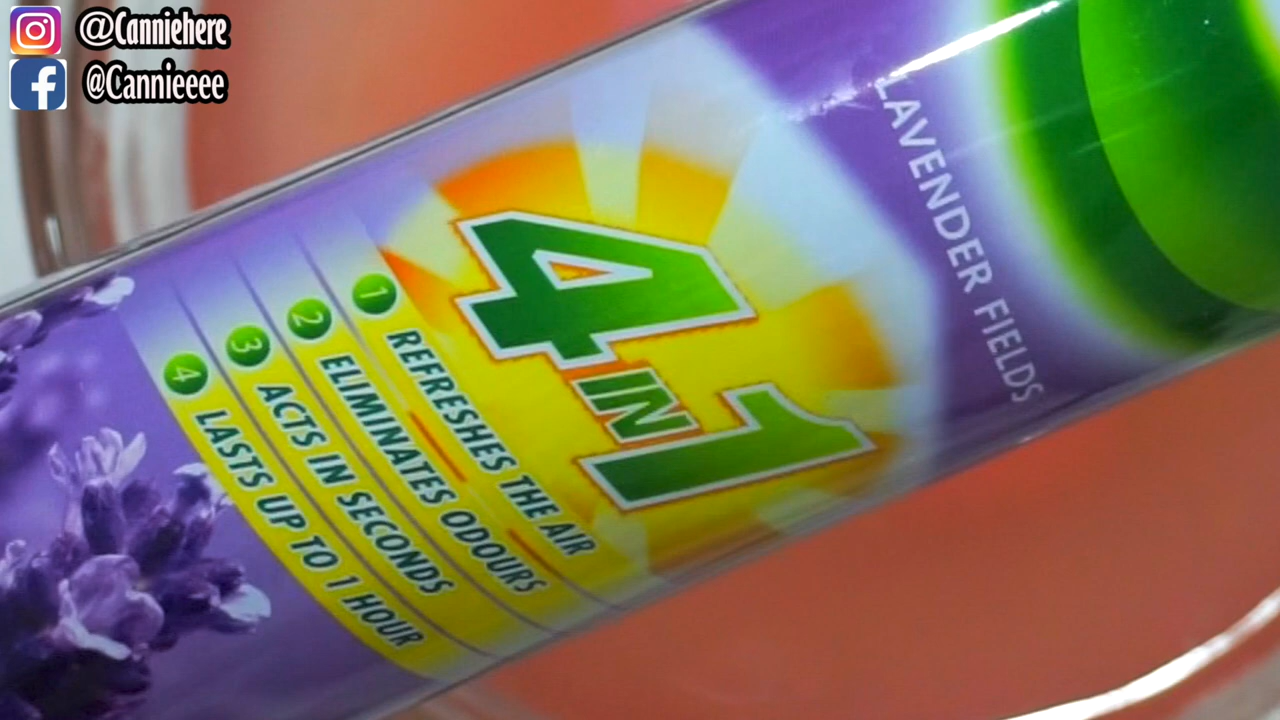 @Canniehere
@Cannieeee
LAVENDER FIELDS
4 IN 1
1 REFRESHES THE AIR
2 ELIMINATES ODOURS
3 ACTS IN SECONDS
4 LASTS UP TO 1 HOUR